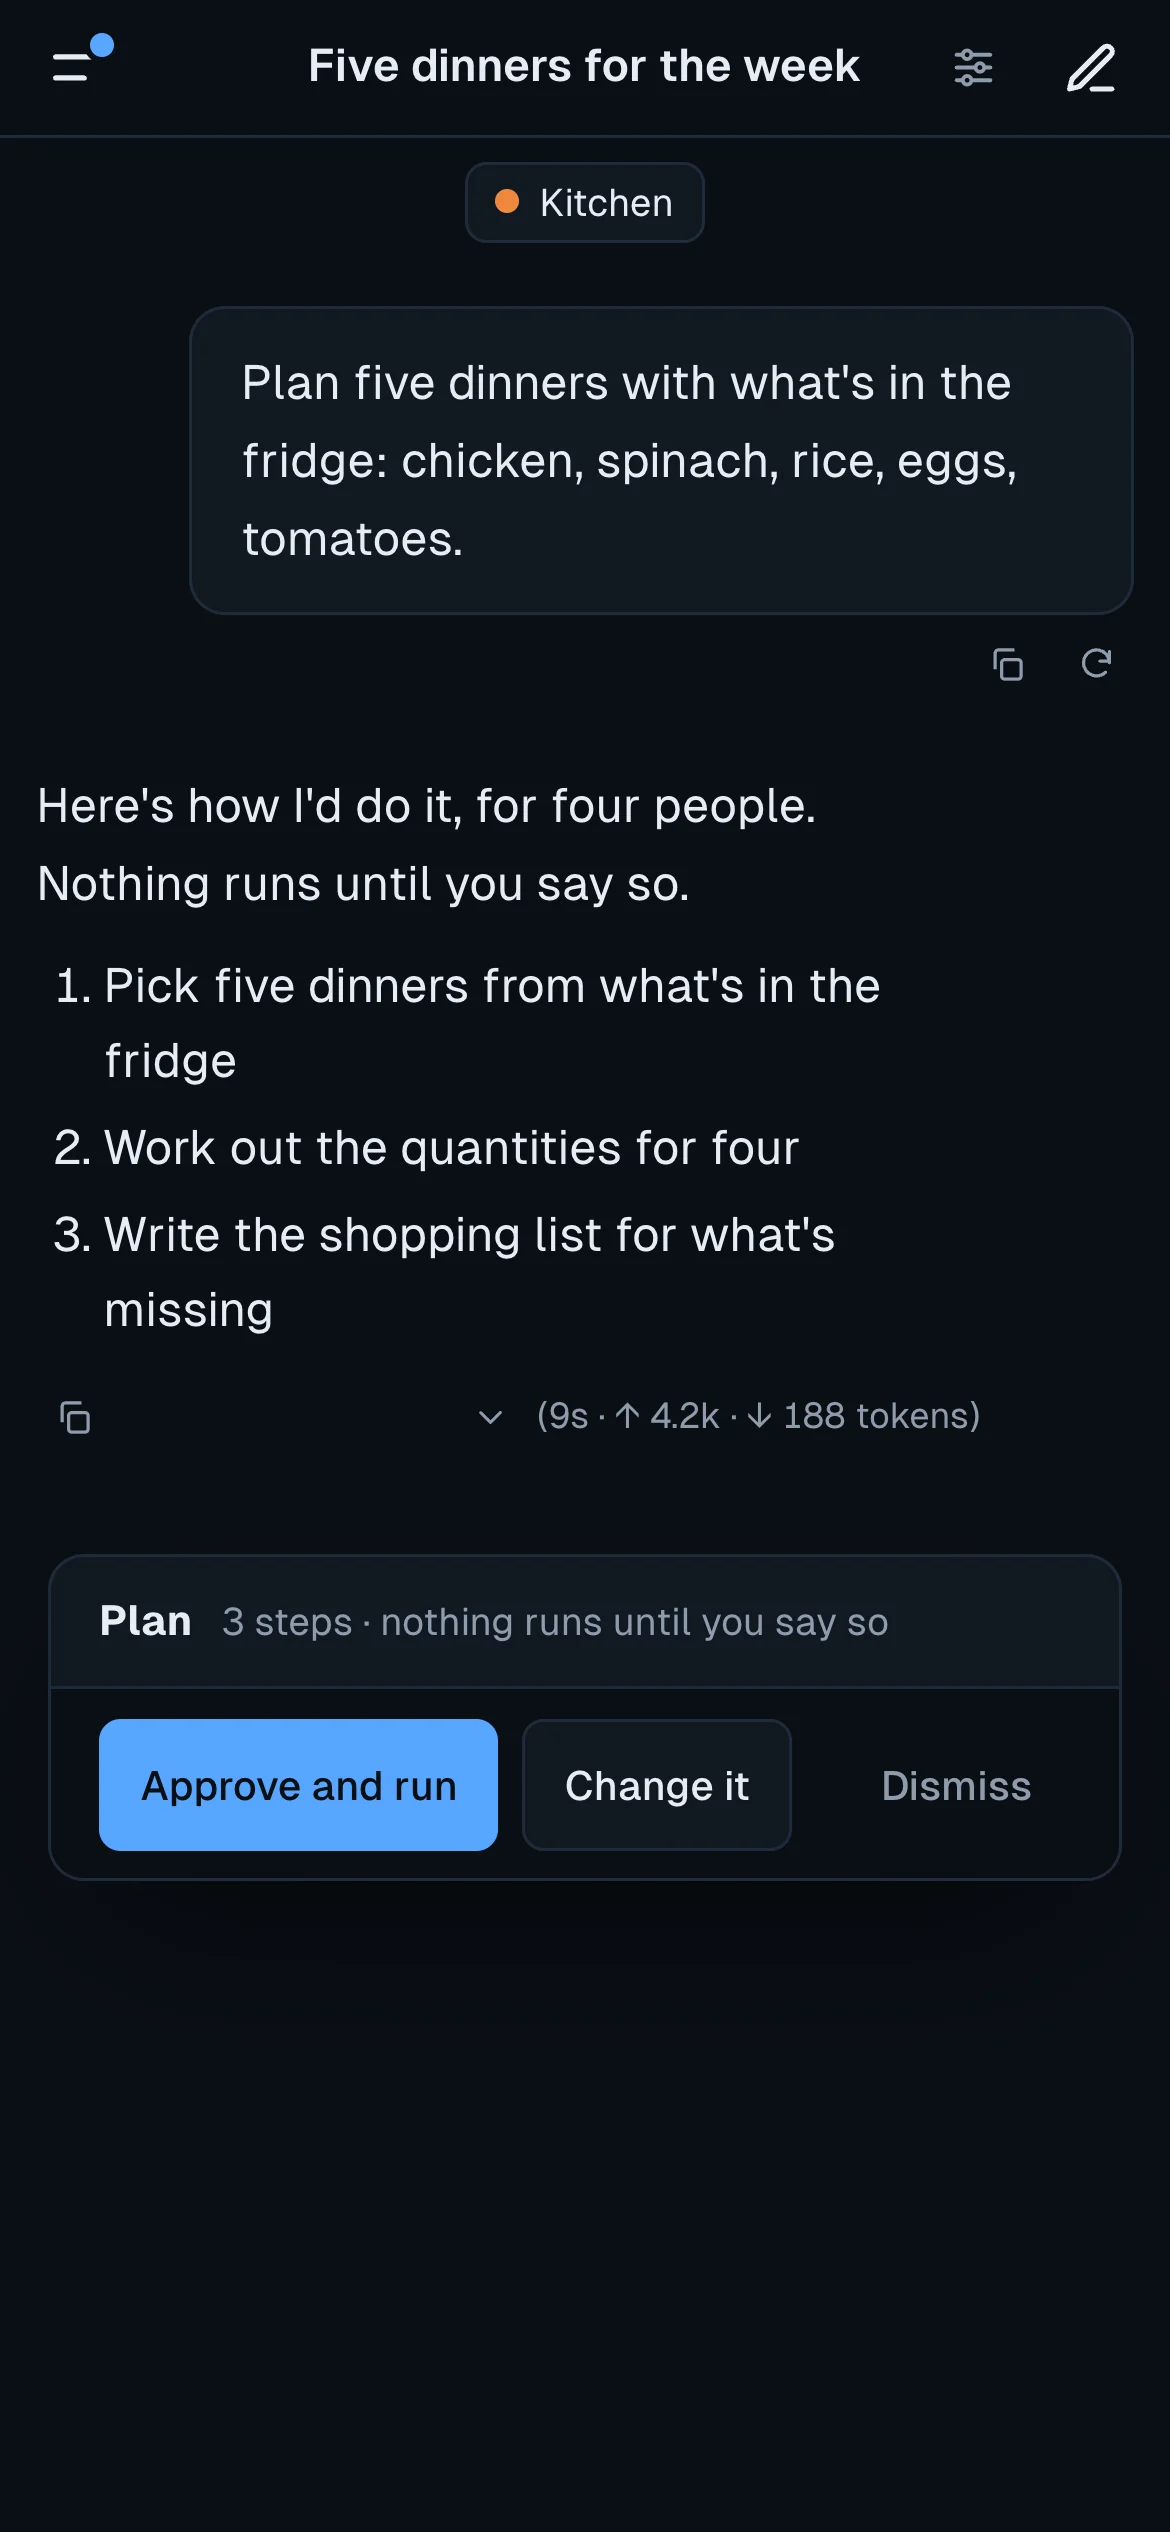 Five dinners for the week
Kitchen
Plan five dinners with what's in the
fridge: chicken, spinach, rice, eggs,
tomatoes.
Here's how I'd do it, for four people.
Nothing runs until you say so.
1. Pick five dinners from what's in the
fridge
2. Work out the quantities for four
3. Write the shopping list for what's
missing
(9s · ↑ 4.2k · ↓ 188 tokens)
Plan 3 steps · nothing runs until you say so
Approve and run Change it Dismiss